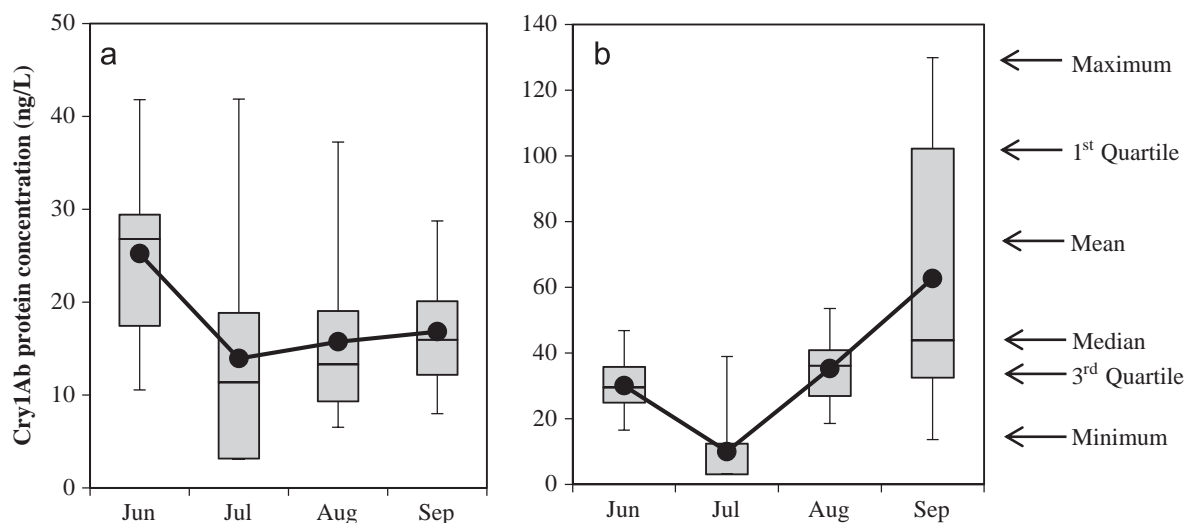 Cry1Ab protein concentration (ng/L)
50
40
30
20
10
0
a
Jun Jul Aug Sep
140
120
100
80
60
40
20
0
b
Jun Jul Aug Sep
Maximum
1st Quartile
Mean
Median
3rd Quartile
Minimum